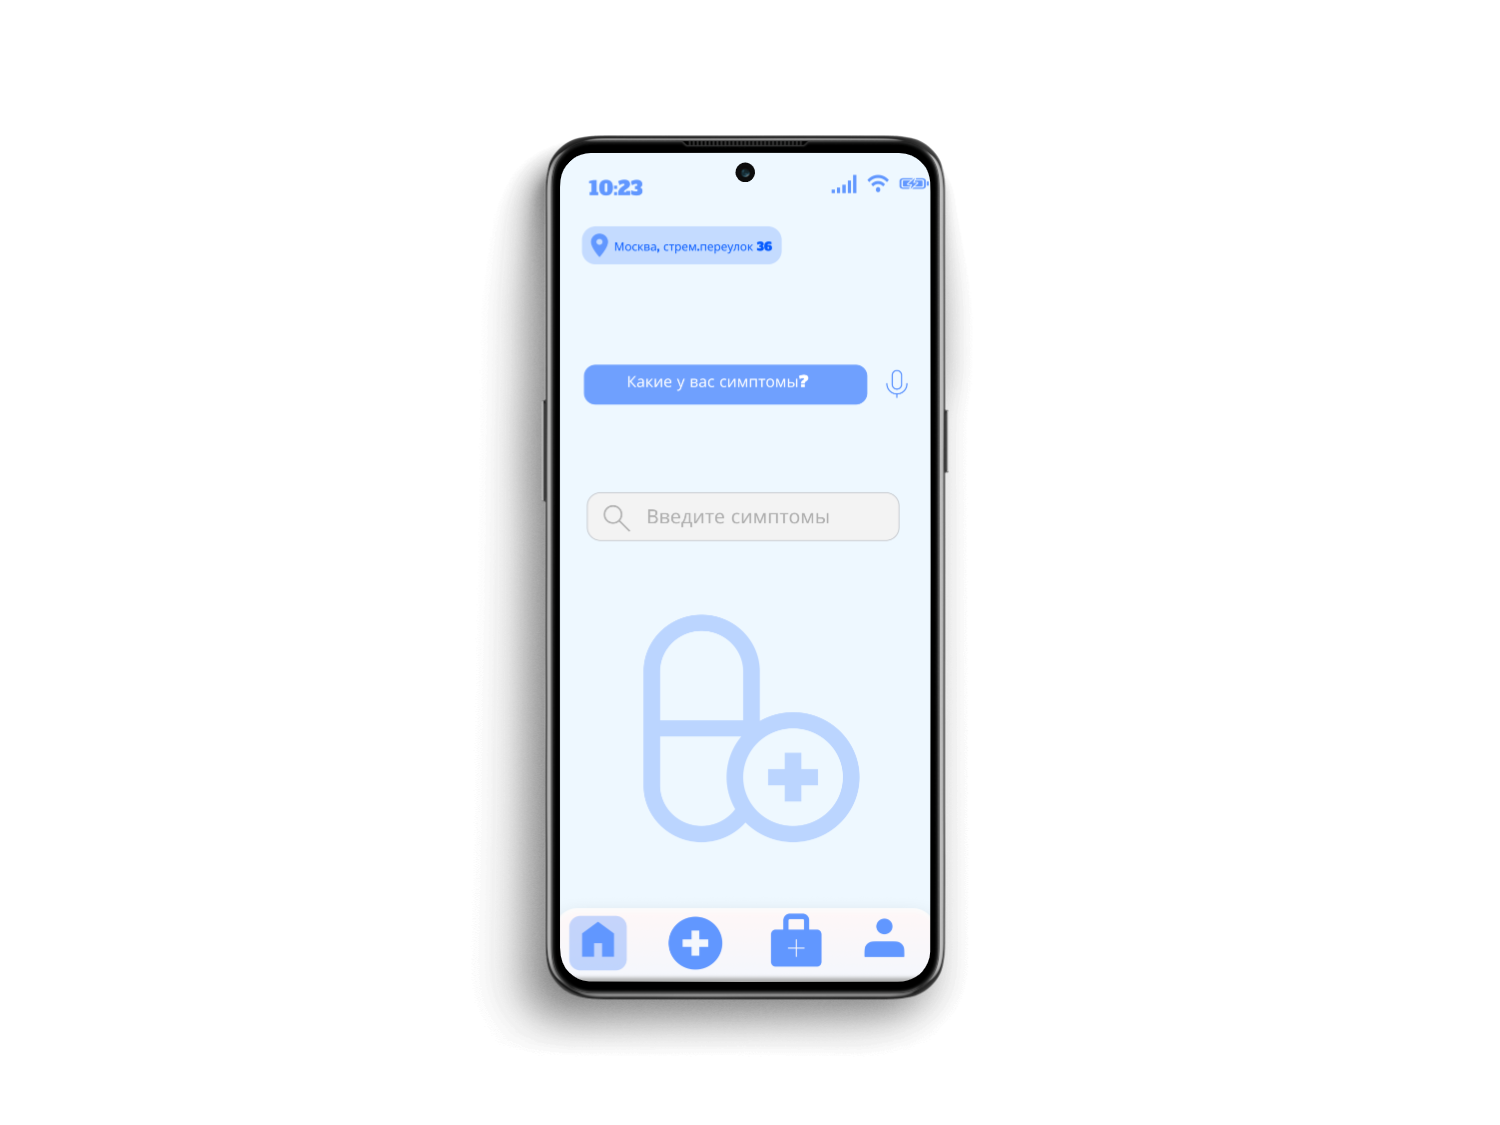 10:23
Москва, стрем.переулок 36
Какие у вас симптомы?
Введите симптомы